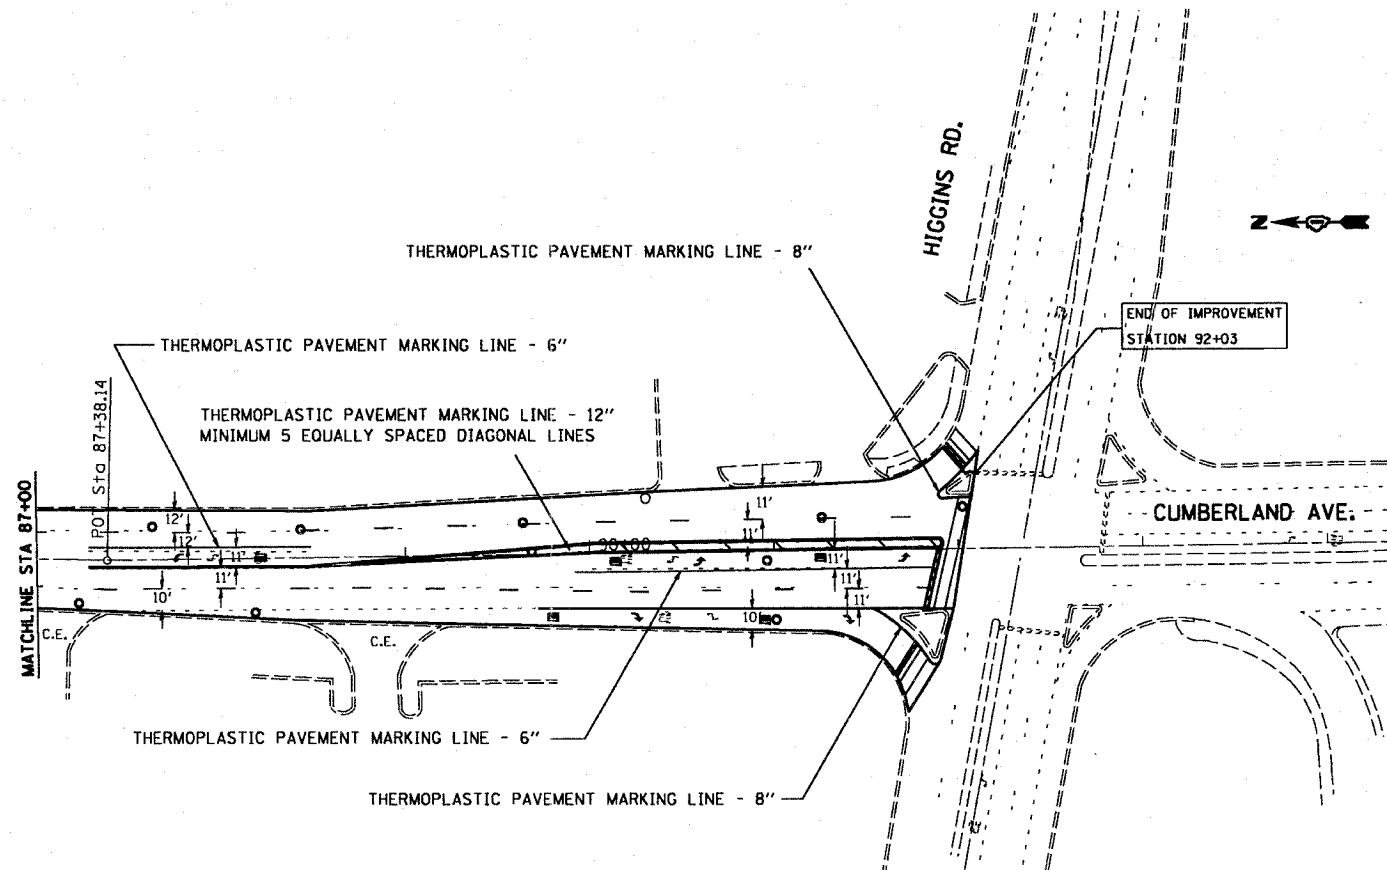 HIGGINS RD.
N
THERMOPLASTIC PAVEMENT MARKING LINE - 8"
END OF IMPROVEMENT
STATION 92+03
THERMOPLASTIC PAVEMENT MARKING LINE - 6"
POT Sta 87+38.14
THERMOPLASTIC PAVEMENT MARKING LINE - 12"
MINIMUM 5 EQUALLY SPACED DIAGONAL LINES
MATCHLINE STA 87+00
CUMBERLAND AVE.
12'
12'
11'
11'
10'
11'
11'
90+00
11'
11'
11'
10'
C.E.
C.E.
THERMOPLASTIC PAVEMENT MARKING LINE - 6"
THERMOPLASTIC PAVEMENT MARKING LINE - 8"